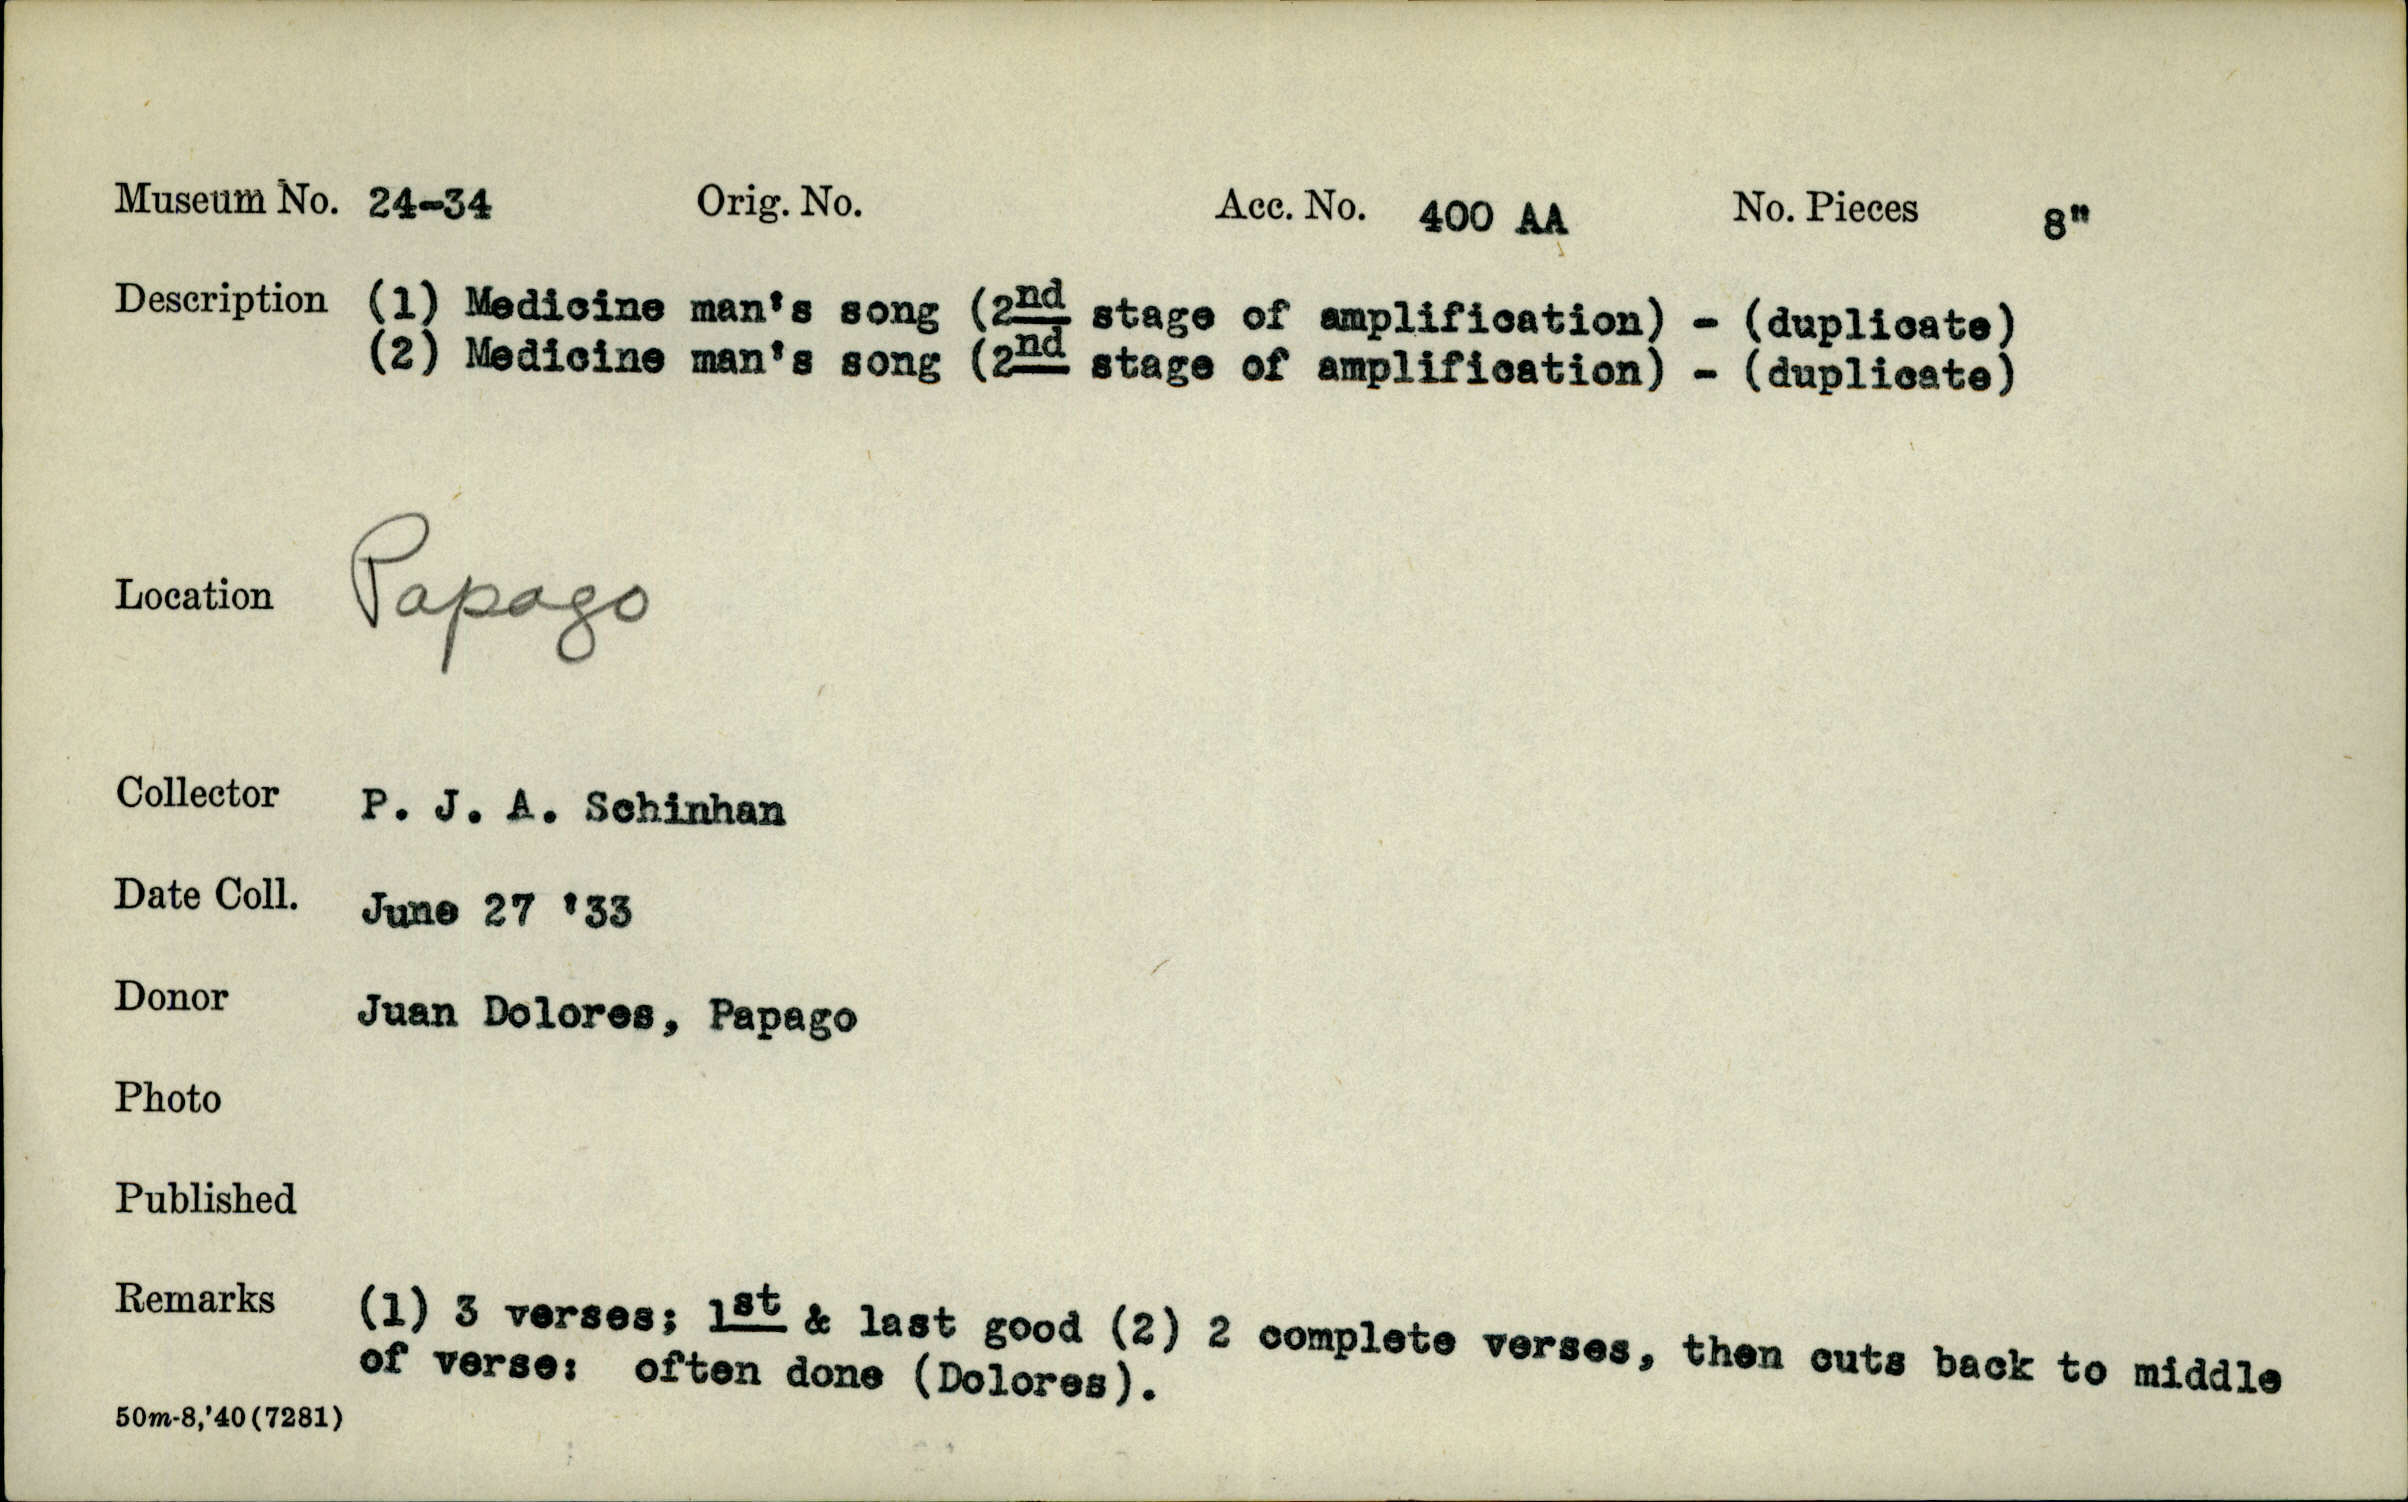 Museum No. 24-34 Orig. No. Acc. No. 400 AA No. Pieces 8"
Description (1) Medicine man's song (2nd stage of amplification) - (duplicate)
(2) Medicine man's song (2nd stage of amplification) - (duplicate)
Location Papago
Collector P. J. A. Schinhan
Date Coll. June 27 '33
Donor Juan Dolores, Papago
Photo
Published
Remarks (1) 3 verses; 1st & last good (2) 2 complete verses, then cuts back to middle
of verse: often done (Dolores).
50m-8,'40(7281)